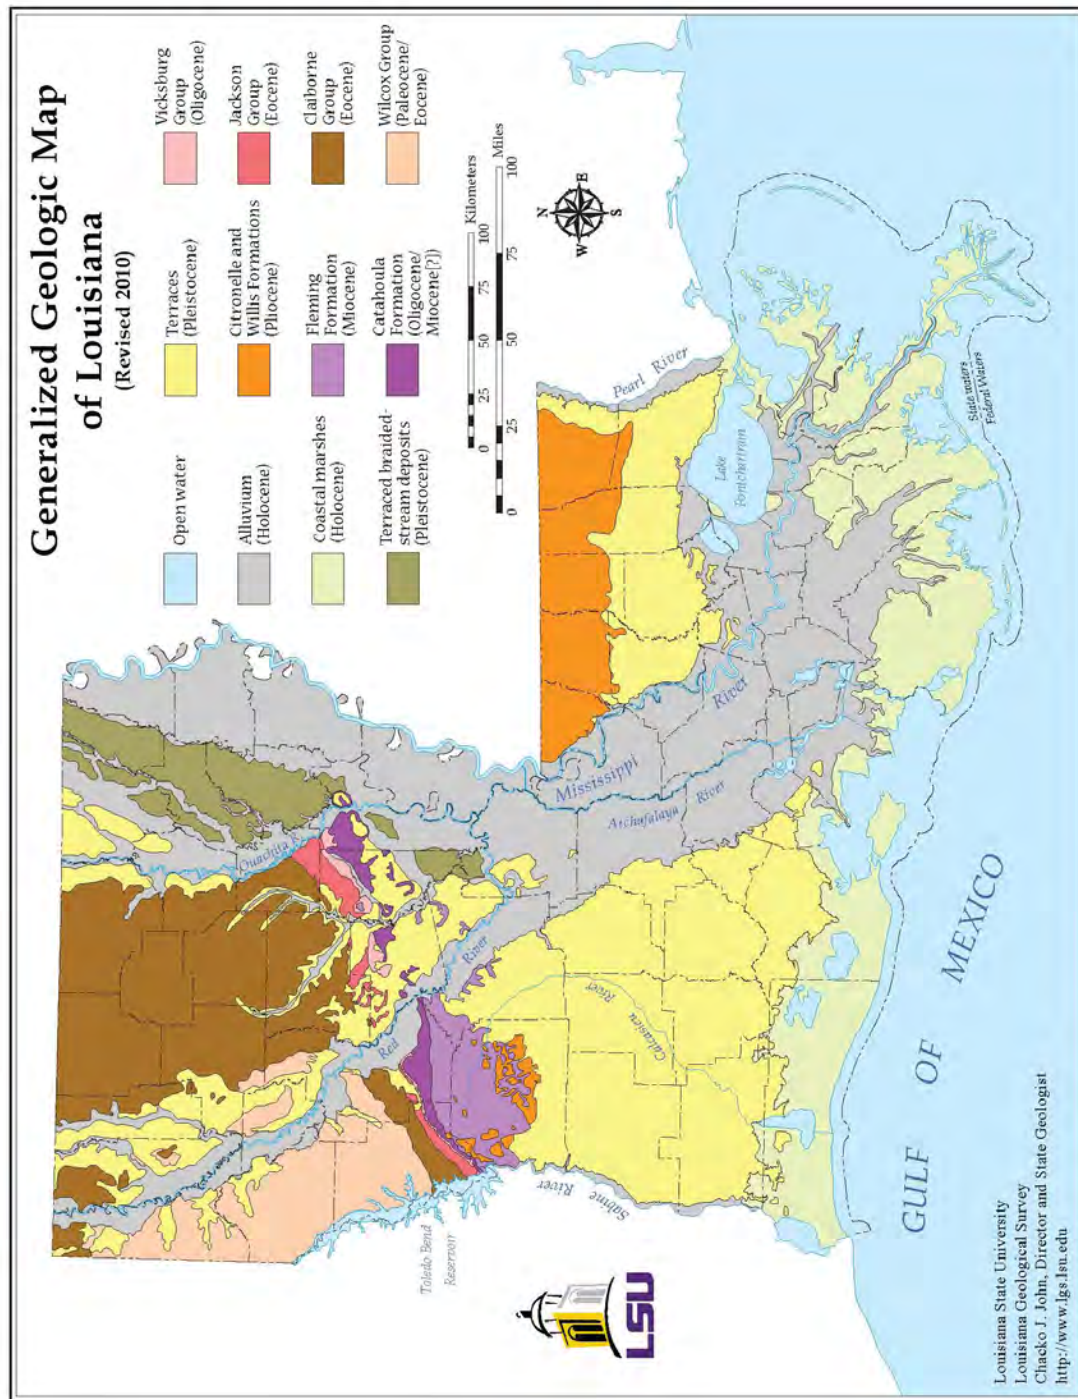 Generalized Geologic Map
of Louisiana
(Revised 2010)
Open water
Alluvium
(Holocene)
Coastal marshes
(Holocene)
Terraced braided-
stream deposits
(Pleistocene)
Terraces
(Pleistocene)
Citronelle and
Willis Formations
(Pliocene)
Fleming
Formation
(Miocene)
Catahoula
Formation
(Oligocene/
Miocene[?])
Vicksburg
Group
(Oligocene)
Jackson
Group
(Eocene)
Claiborne
Group
(Eocene)
Wilcox Group
(Paleocene/
Eocene)
0 25 50 75 100 Kilometers
0 25 50 75 100 Miles
N
W E
S
Ouachita R.
Red River
Mississippi River
Atchafalaya River
Pearl River
Lake
Pontchartrain
Calcasieu River
Sabine River
Toledo Bend
Reservoir
State waters
Federal Waters
GULF OF MEXICO
LSU
Louisiana State University
Louisiana Geological Survey
Chacko J. John, Director and State Geologist
http://www.lgs.lsu.edu